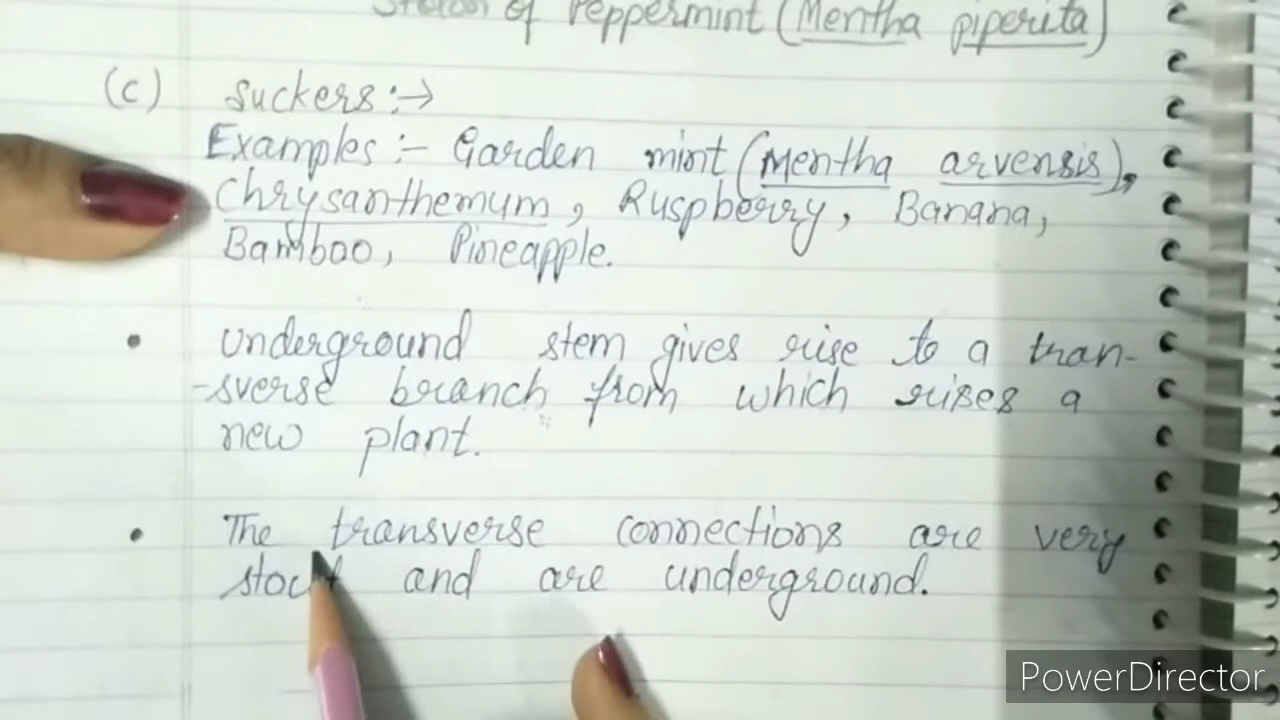 of Peppermint (Mentha piperita)
(c) Suckers :→
Examples :- Garden mint (Mentha arvensis),
Chrysanthemum, Ruspberry, Banana,
Bamboo, Pineapple.
• Underground stem gives rise to a tran-
-sverse branch from which rises a
new plant.
• The transverse connections are very
stout and are underground.
PowerDirector